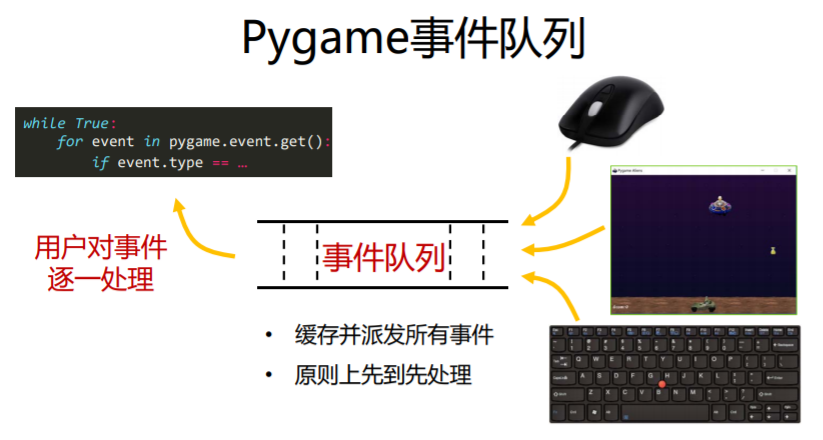 Pygame事件队列
while True:
for event in pygame.event.get():
if event.type == …
用户对事件
逐一处理
事件队列
• 缓存并派发所有事件
• 原则上先到先处理
Pygame Aliens
Q W E R T Y U I O P
A S D F G H J K L
Z X C V B N M